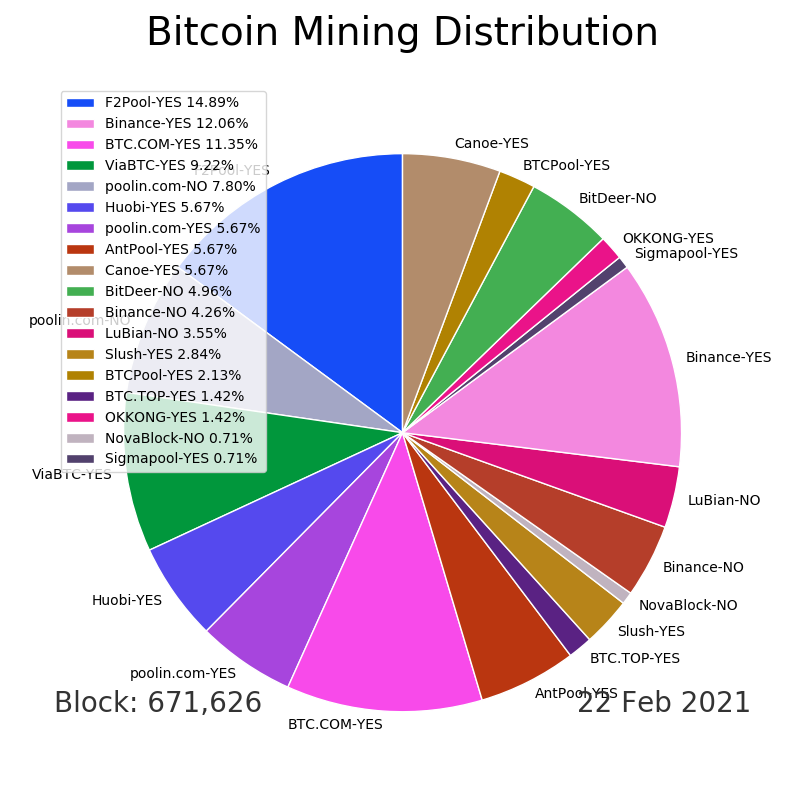 Bitcoin Mining Distribution
F2Pool-YES 14.89%
Binance-YES 12.06%
BTC.COM-YES 11.35%
ViaBTC-YES 9.22%
poolin.com-NO 7.80%
Huobi-YES 5.67%
poolin.com-YES 5.67%
AntPool-YES 5.67%
Canoe-YES 5.67%
BitDeer-NO 4.96%
Binance-NO 4.26%
LuBian-NO 3.55%
Slush-YES 2.84%
BTCPool-YES 2.13%
BTC.TOP-YES 1.42%
OKKONG-YES 1.42%
NovaBlock-NO 0.71%
Sigmapool-YES 0.71%
Canoe-YES
BTCPool-YES
BitDeer-NO
OKKONG-YES
Sigmapool-YES
Binance-YES
LuBian-NO
Binance-NO
NovaBlock-NO
Slush-YES
BTC.TOP-YES
AntPool-YES
BTC.COM-YES
poolin.com-YES
Huobi-YES
ViaBTC-YES
poolin.com-NO
F2Pool-YES
Block: 671,626
22 Feb 2021